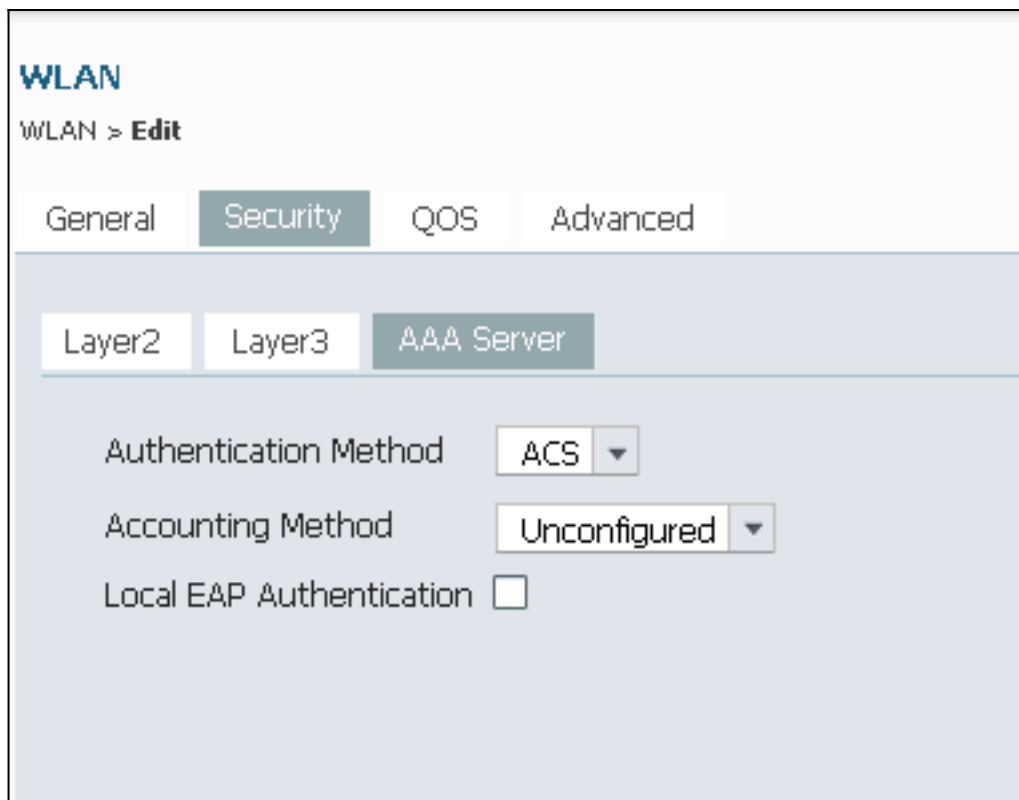 WLAN
WLAN > Edit
General Security QOS Advanced
Layer2 Layer3 AAA Server
Authentication Method ACS
Accounting Method Unconfigured
Local EAP Authentication